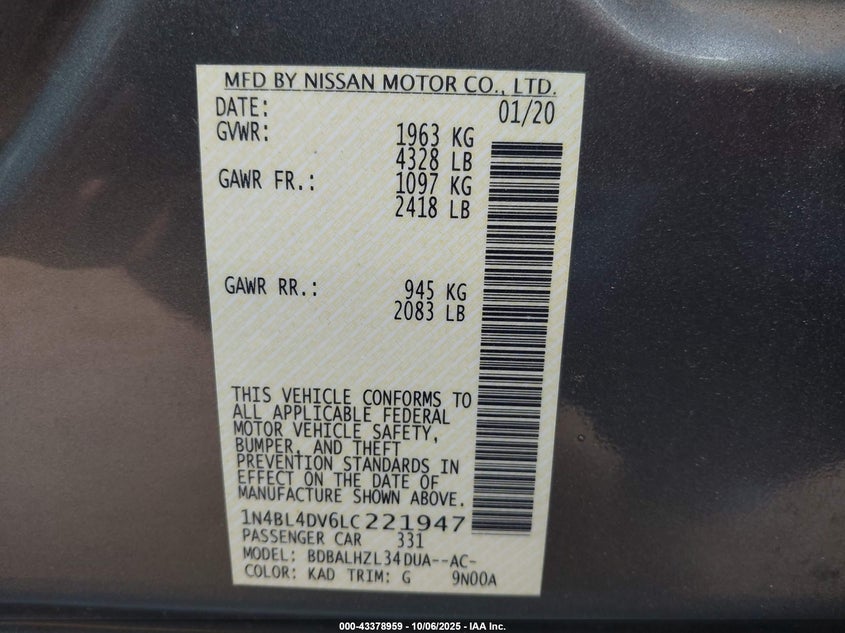 MFD BY NISSAN MOTOR CO., LTD.
DATE: 01/20
GVWR: 1963 KG
4328 LB
GAWR FR.: 1097 KG
2418 LB
GAWR RR.: 945 KG
2083 LB
THIS VEHICLE CONFORMS TO
ALL APPLICABLE FEDERAL
MOTOR VEHICLE SAFETY,
BUMPER, AND THEFT
PREVENTION STANDARDS IN
EFFECT ON THE DATE OF
MANUFACTURE SHOWN ABOVE.
1N4BL4DV6LC221947
PASSENGER CAR 331
MODEL: BDBALHZL34DUA--AC-
COLOR: KAD TRIM: G 9N00A
000-43378959 - 10/06/2025 - IAA Inc.